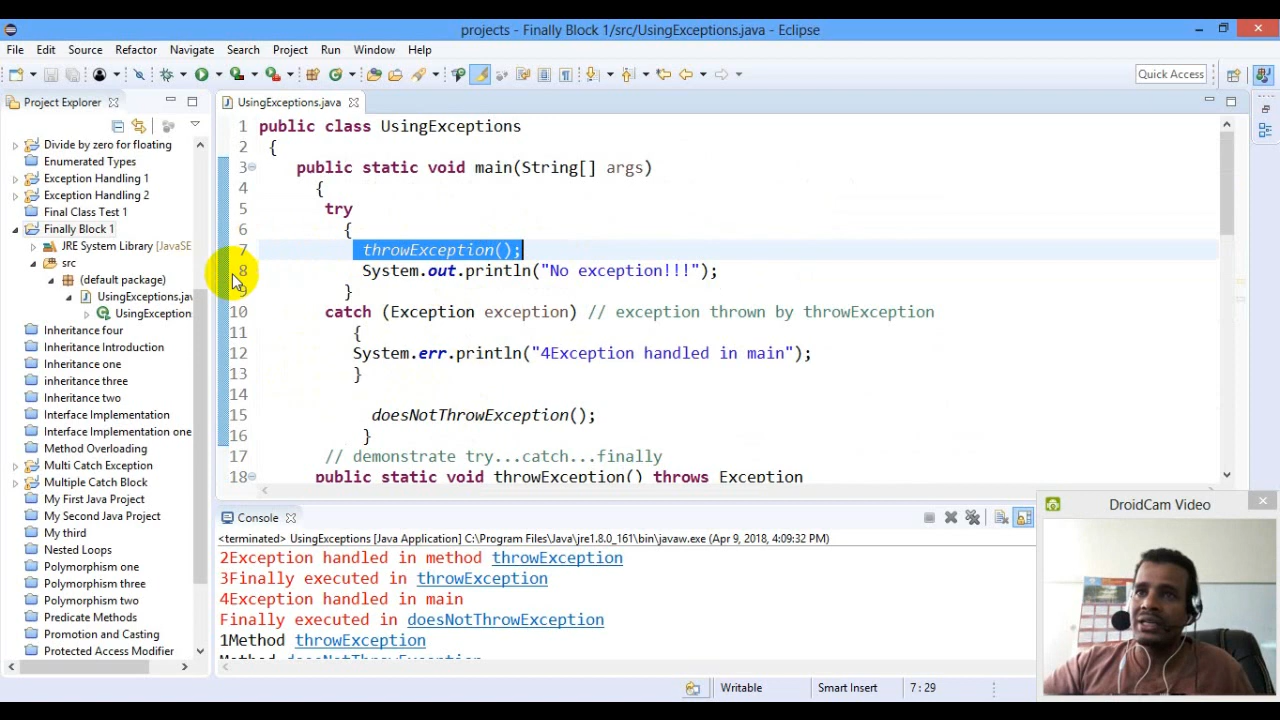 projects - Finally Block 1/src/UsingExceptions.java - Eclipse
File Edit Source Refactor Navigate Search Project Run Window Help
Quick Access
Project Explorer
Divide by zero for floating
Enumerated Types
Exception Handling 1
Exception Handling 2
Final Class Test 1
Finally Block 1
JRE System Library [JavaSE
src
(default package)
UsingExceptions.jav
UsingExceptions
Inheritance four
Inheritance Introduction
Inheritance one
inheritance three
Inheritance two
Interface Implementation
Interface Implementation one
Method Overloading
Multi Catch Exception
Multiple Catch Block
My First Java Project
My Second Java Project
My third
Nested Loops
Polymorphism one
Polymorphism three
Polymorphism two
Predicate Methods
Promotion and Casting
Protected Access Modifier
UsingExceptions.java
1 public class UsingExceptions
2 {
3 public static void main(String[] args)
4 {
5 try
6 {
7 throwException();
8 System.out.println("No exception!!!");
9 }
10 catch (Exception exception) // exception thrown by throwException
11 {
12 System.err.println("4Exception handled in main");
13 }
14
15 doesNotThrowException();
16 }
17 // demonstrate try...catch...finally
18 public static void throwException() throws Exception
Console
<terminated> UsingExceptions [Java Application] C:\Program Files\Java\jre1.8.0_161\bin\javaw.exe (Apr 9, 2018, 4:09:32 PM)
2Exception handled in method throwException
3Finally executed in throwException
4Exception handled in main
Finally executed in doesNotThrowException
1Method throwException
Method doesNotThrowException
DroidCam Video
Writable Smart Insert 7 : 29